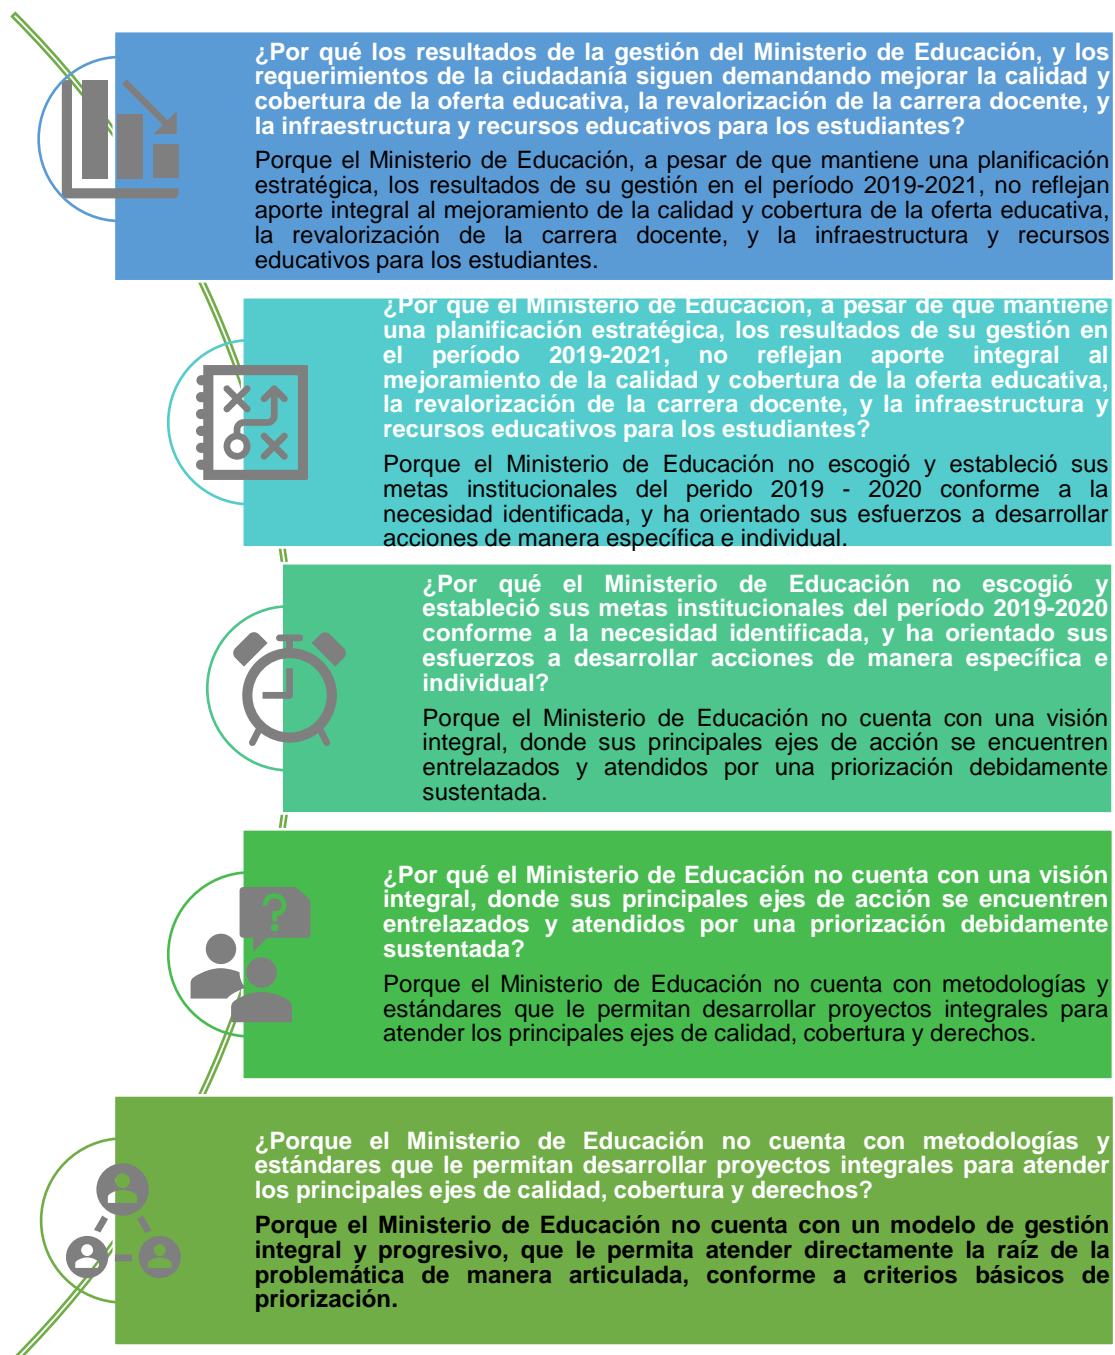 ¿Por qué los resultados de la gestión del Ministerio de Educación, y los
requerimientos de la ciudadanía siguen demandando mejorar la calidad y
cobertura de la oferta educativa, la revalorización de la carrera docente, y
la infraestructura y recursos educativos para los estudiantes?
Porque el Ministerio de Educación, a pesar de que mantiene una planificación
estratégica, los resultados de su gestión en el período 2019-2021, no reflejan
aporte integral al mejoramiento de la calidad y cobertura de la oferta educativa,
la revalorización de la carrera docente, y la infraestructura y recursos
educativos para los estudiantes.
¿Por qué el Ministerio de Educación, a pesar de que mantiene
una planificación estratégica, los resultados de su gestión en
el período 2019-2021, no reflejan aporte integral al
mejoramiento de la calidad y cobertura de la oferta educativa,
la revalorización de la carrera docente, y la infraestructura y
recursos educativos para los estudiantes?
Porque el Ministerio de Educación no escogió y estableció sus
metas institucionales del perido 2019 - 2020 conforme a la
necesidad identificada, y ha orientado sus esfuerzos a desarrollar
acciones de manera específica e individual.
¿Por qué el Ministerio de Educación no escogió y
estableció sus metas institucionales del período 2019-2020
conforme a la necesidad identificada, y ha orientado sus
esfuerzos a desarrollar acciones de manera específica e
individual?
Porque el Ministerio de Educación no cuenta con una visión
integral, donde sus principales ejes de acción se encuentren
entrelazados y atendidos por una priorización debidamente
sustentada.
¿Por qué el Ministerio de Educación no cuenta con una visión
integral, donde sus principales ejes de acción se encuentren
entrelazados y atendidos por una priorización debidamente
sustentada?
Porque el Ministerio de Educación no cuenta con metodologías y
estándares que le permitan desarrollar proyectos integrales para
atender los principales ejes de calidad, cobertura y derechos.
¿Porque el Ministerio de Educación no cuenta con metodologías y
estándares que le permitan desarrollar proyectos integrales para atender
los principales ejes de calidad, cobertura y derechos?
Porque el Ministerio de Educación no cuenta con un modelo de gestión
integral y progresivo, que le permita atender directamente la raíz de la
problemática de manera articulada, conforme a criterios básicos de
priorización.